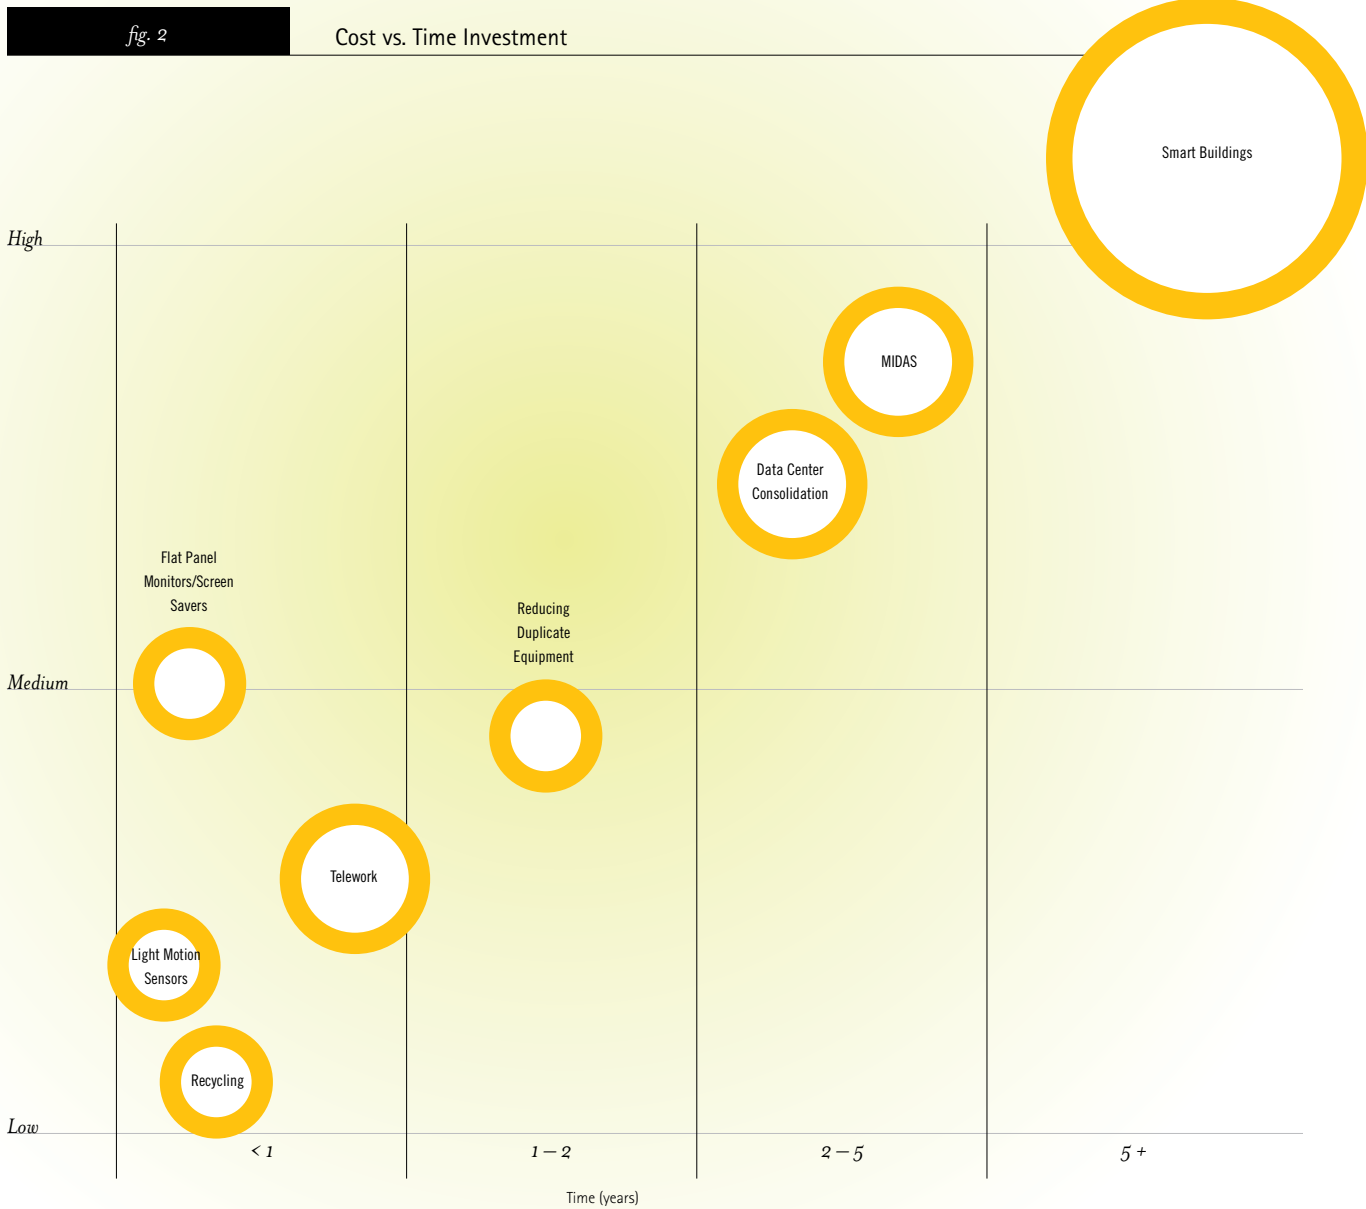 fig. 2
Cost vs. Time Investment
Smart Buildings
High
MIDAS
Data Center
Consolidation
Flat Panel
Monitors/Screen
Savers
Reducing
Duplicate
Equipment
Medium
Telework
Light Motion
Sensors
Recycling
Low
< 1
1 – 2
2 – 5
5 +
Time (years)